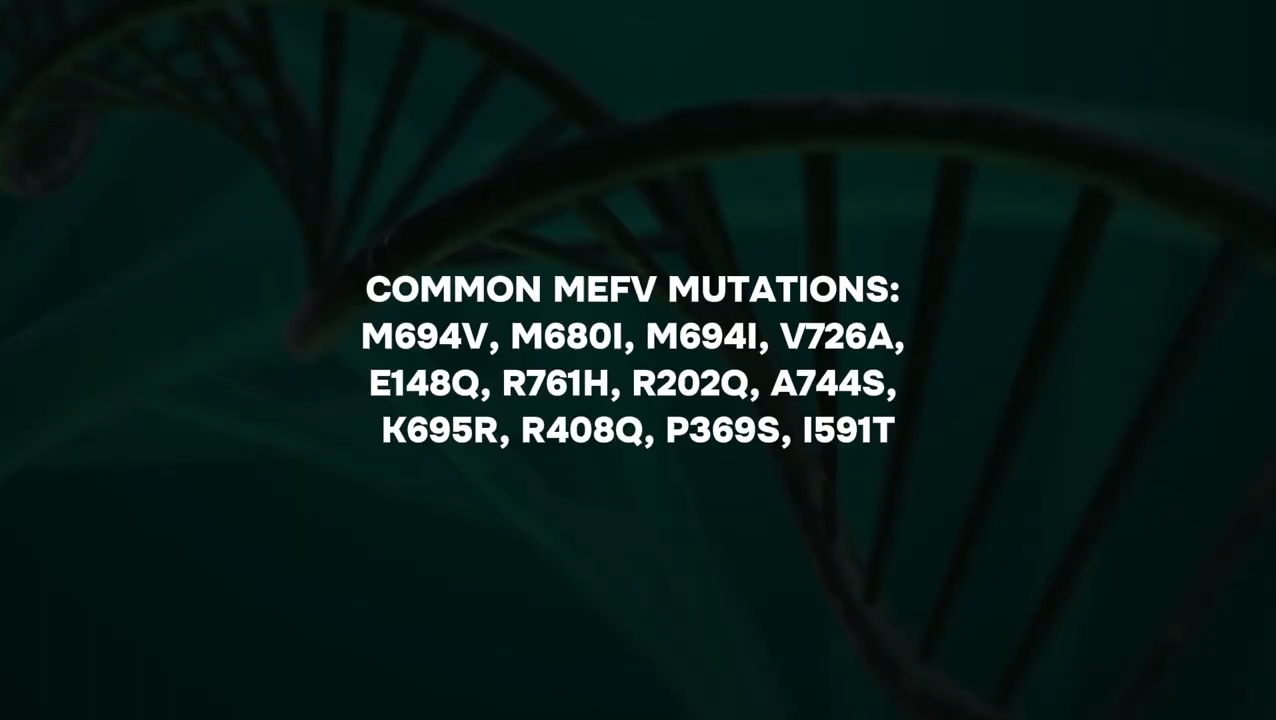 COMMON MEFV MUTATIONS:
M694V, M680I, M694I, V726A,
E148Q, R761H, R202Q, A744S,
K695R, R408Q, P369S, I591T